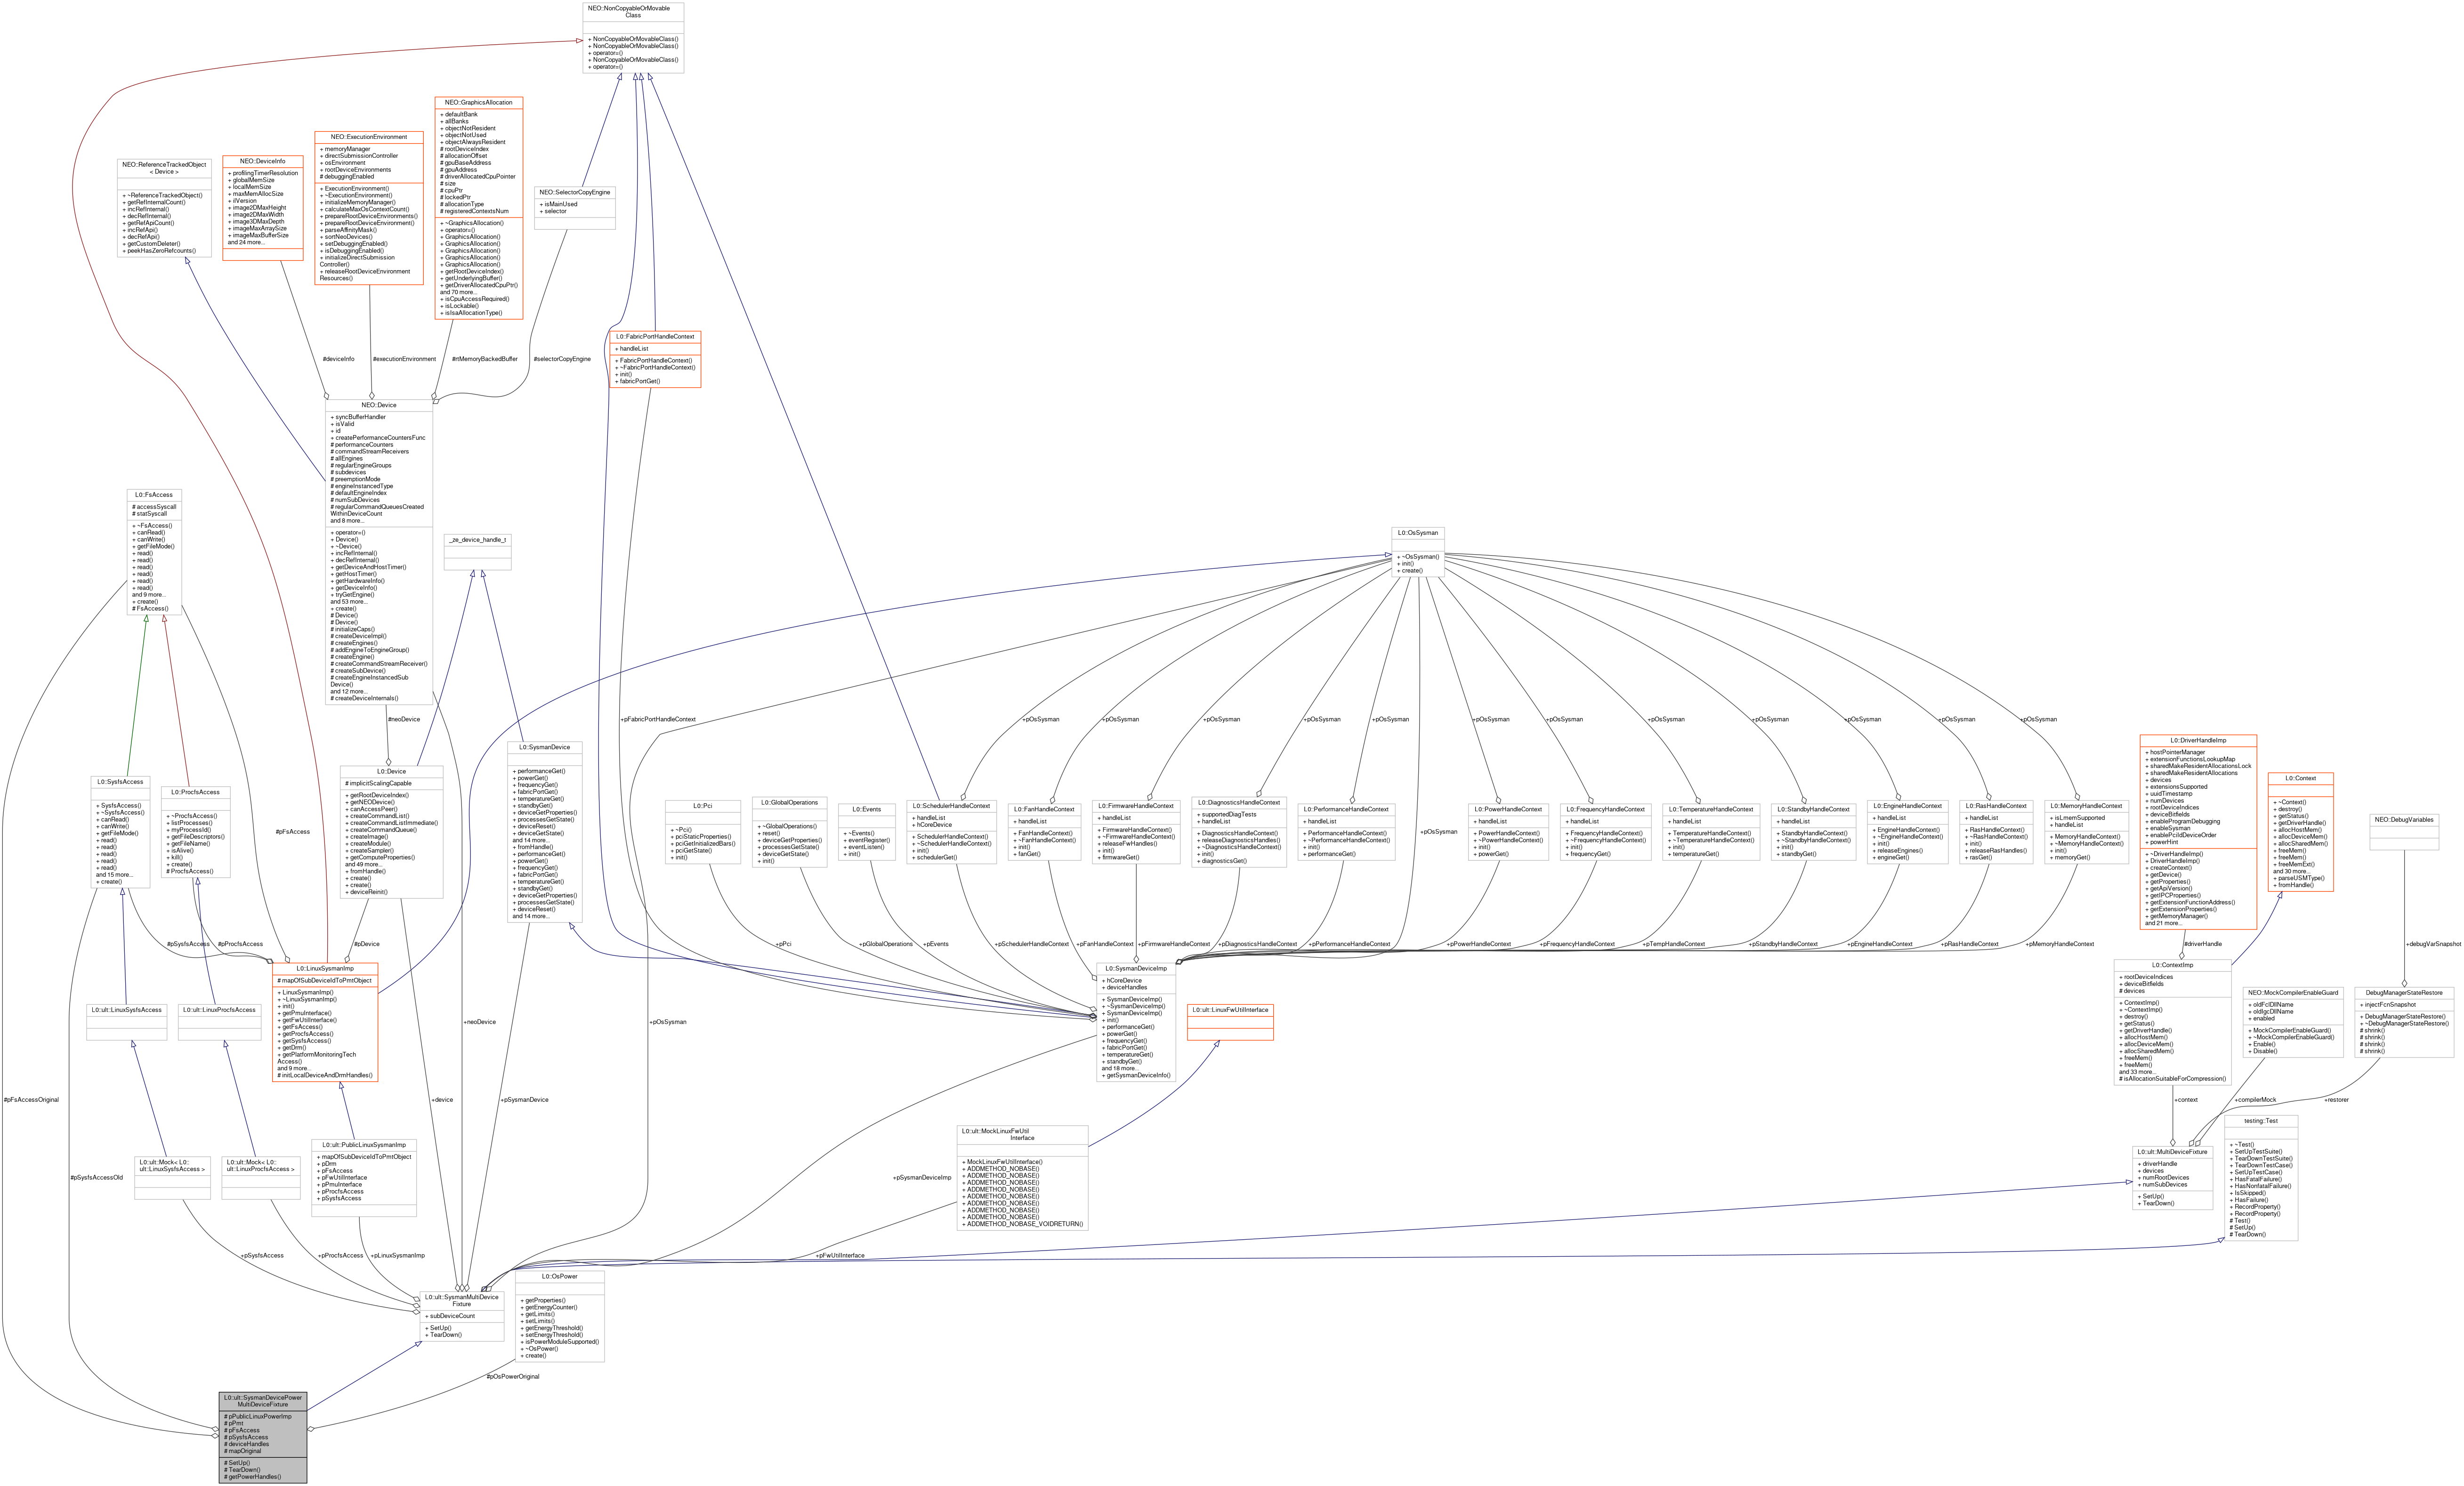 NEO::NonCopyableOrMovable
Class
+ NonCopyableOrMovableClass()
+ NonCopyableOrMovableClass()
+ operator=()
+ NonCopyableOrMovableClass()
+ operator=()
NEO::GraphicsAllocation
+ defaultBank
+ allBanks
+ objectNotResident
+ objectNotUsed
+ objectAlwaysResident
# rootDeviceIndex
# allocationOffset
# gpuBaseAddress
# gpuAddress
# driverAllocatedCpuPointer
# size
# cpuPtr
# lockedPtr
# allocationType
# registeredContextsNum
+ ~GraphicsAllocation()
+ operator=()
+ GraphicsAllocation()
+ GraphicsAllocation()
+ GraphicsAllocation()
+ GraphicsAllocation()
+ GraphicsAllocation()
+ getRootDeviceIndex()
+ getUnderlyingBuffer()
+ getDriverAllocatedCpuPtr()
and 70 more...
+ isCpuAccessRequired()
+ isLockable()
+ isIsaAllocationType()
NEO::ExecutionEnvironment
+ memoryManager
+ directSubmissionController
+ osEnvironment
+ rootDeviceEnvironments
# debuggingEnabled
+ ExecutionEnvironment()
+ ~ExecutionEnvironment()
+ initializeMemoryManager()
+ calculateMaxOsContextCount()
+ prepareRootDeviceEnvironments()
+ prepareRootDeviceEnvironment()
+ parseAffinityMask()
+ sortNeoDevices()
+ setDebuggingEnabled()
+ isDebuggingEnabled()
+ initializeDirectSubmission
Controller()
+ releaseRootDeviceEnvironment
Resources()
NEO::DeviceInfo
+ profilingTimerResolution
+ globalMemSize
+ localMemSize
+ maxMemAllocSize
+ ilVersion
+ image2DMaxHeight
+ image2DMaxWidth
+ image3DMaxDepth
+ imageMaxArraySize
+ imageMaxBufferSize
and 24 more...
NEO::ReferenceTrackedObject
< Device >
+ ~ReferenceTrackedObject()
+ getRefInternalCount()
+ incRefInternal()
+ decRefInternal()
+ getRefApiCount()
+ incRefApi()
+ decRefApi()
+ getCustomDeleter()
+ peekHasZeroRefcounts()
NEO::SelectorCopyEngine
+ isMainUsed
+ selector
L0::FabricPortHandleContext
+ handleList
+ FabricPortHandleContext()
+ ~FabricPortHandleContext()
+ init()
+ fabricPortGet()
#deviceInfo
#executionEnvironment
#rtMemoryBackedBuffer
#selectorCopyEngine
NEO::Device
+ syncBufferHandler
+ isValid
+ id
+ createPerformanceCountersFunc
# performanceCounters
# commandStreamReceivers
# allEngines
# regularEngineGroups
# subdevices
# preemptionMode
# engineInstancedType
# defaultEngineIndex
# numSubDevices
# regularCommandQueuesCreated
WithinDeviceCount
and 8 more...
+ operator=()
+ Device()
+ ~Device()
+ incRefInternal()
+ decRefInternal()
+ getDeviceAndHostTimer()
+ getHostTimer()
+ getHardwareInfo()
+ getDeviceInfo()
+ tryGetEngine()
and 53 more...
+ create()
# Device()
# Device()
# initializeCaps()
# createDeviceImpl()
# createEngines()
# addEngineToEngineGroup()
# createEngine()
# createCommandStreamReceiver()
# createSubDevice()
# createEngineInstancedSub
Device()
and 12 more...
# createDeviceInternals()
L0::FsAccess
# accessSyscall
# statSyscall
+ ~FsAccess()
+ canRead()
+ canWrite()
+ getFileMode()
+ read()
+ read()
+ read()
+ read()
+ read()
+ read()
and 9 more...
+ create()
# FsAccess()
_ze_device_handle_t
L0::OsSysman
+ ~OsSysman()
+ init()
+ create()
#neoDevice
+pFabricPortHandleContext
+pOsSysman
+pOsSysman
+pOsSysman
+pOsSysman
+pOsSysman
+pOsSysman
+pOsSysman
+pOsSysman
+pOsSysman
+pOsSysman
+pOsSysman
+pOsSysman
L0::SysmanDevice
+ performanceGet()
+ powerGet()
+ frequencyGet()
+ fabricPortGet()
+ temperatureGet()
+ standbyGet()
+ deviceGetProperties()
+ processesGetState()
+ deviceReset()
+ deviceGetState()
and 14 more...
+ fromHandle()
+ performanceGet()
+ powerGet()
+ frequencyGet()
+ fabricPortGet()
+ temperatureGet()
+ standbyGet()
+ deviceGetProperties()
+ processesGetState()
+ deviceReset()
and 14 more...
L0::Device
# implicitScalingCapable
+ getRootDeviceIndex()
+ getNEODevice()
+ canAccessPeer()
+ createCommandList()
+ createCommandListImmediate()
+ createCommandQueue()
+ createImage()
+ createModule()
+ createSampler()
+ getComputeProperties()
and 49 more...
+ fromHandle()
+ create()
+ create()
+ deviceReinit()
L0::SysfsAccess
+ SysfsAccess()
+ ~SysfsAccess()
+ canRead()
+ canWrite()
+ getFileMode()
+ read()
+ read()
+ read()
+ read()
+ read()
and 15 more...
+ create()
L0::ProcfsAccess
+ ~ProcfsAccess()
+ listProcesses()
+ myProcessId()
+ getFileDescriptors()
+ getFileName()
+ isAlive()
+ kill()
+ create()
# ProcfsAccess()
#pFsAccess
L0::Pci
+ ~Pci()
+ pciStaticProperties()
+ pciGetInitializedBars()
+ pciGetState()
+ init()
L0::GlobalOperations
+ ~GlobalOperations()
+ reset()
+ deviceGetProperties()
+ processesGetState()
+ deviceGetState()
+ init()
L0::Events
+ ~Events()
+ eventRegister()
+ eventListen()
+ init()
L0::SchedulerHandleContext
+ handleList
+ hCoreDevice
+ SchedulerHandleContext()
+ ~SchedulerHandleContext()
+ init()
+ schedulerGet()
L0::FanHandleContext
+ handleList
+ FanHandleContext()
+ ~FanHandleContext()
+ init()
+ fanGet()
L0::FirmwareHandleContext
+ handleList
+ FirmwareHandleContext()
+ ~FirmwareHandleContext()
+ init()
+ releaseFwHandles()
+ firmwareGet()
L0::DiagnosticsHandleContext
+ supportedDiagTests
+ handleList
+ DiagnosticsHandleContext()
+ releaseDiagnosticsHandles()
+ ~DiagnosticsHandleContext()
+ init()
+ diagnosticsGet()
L0::PerformanceHandleContext
+ handleList
+ PerformanceHandleContext()
+ ~PerformanceHandleContext()
+ init()
+ performanceGet()
+pOsSysman
L0::PowerHandleContext
+ handleList
+ PowerHandleContext()
+ ~PowerHandleContext()
+ init()
+ powerGet()
L0::FrequencyHandleContext
+ handleList
+ FrequencyHandleContext()
+ ~FrequencyHandleContext()
+ init()
+ frequencyGet()
L0::TemperatureHandleContext
+ handleList
+ TemperatureHandleContext()
+ ~TemperatureHandleContext()
+ init()
+ temperatureGet()
L0::StandbyHandleContext
+ handleList
+ StandbyHandleContext()
+ ~StandbyHandleContext()
+ init()
+ standbyGet()
L0::EngineHandleContext
+ handleList
+ EngineHandleContext()
+ ~EngineHandleContext()
+ init()
+ releaseEngines()
+ engineGet()
L0::RasHandleContext
+ handleList
+ RasHandleContext()
+ ~RasHandleContext()
+ init()
+ releaseRasHandles()
+ rasGet()
L0::MemoryHandleContext
+ isLmemSupported
+ handleList
+ MemoryHandleContext()
+ ~MemoryHandleContext()
+ init()
+ memoryGet()
L0::DriverHandleImp
+ hostPointerManager
+ extensionFunctionsLookupMap
+ sharedMakeResidentAllocationsLock
+ sharedMakeResidentAllocations
+ devices
+ extensionsSupported
+ uuidTimestamp
+ numDevices
+ rootDeviceIndices
+ deviceBitfields
+ enableProgramDebugging
+ enableSysman
+ enablePciIdDeviceOrder
+ powerHint
+ ~DriverHandleImp()
+ DriverHandleImp()
+ createContext()
+ getDevice()
+ getProperties()
+ getApiVersion()
+ getIPCProperties()
+ getExtensionFunctionAddress()
+ getExtensionProperties()
+ getMemoryManager()
and 21 more...
L0::Context
+ ~Context()
+ destroy()
+ getStatus()
+ getDriverHandle()
+ allocHostMem()
+ allocDeviceMem()
+ allocSharedMem()
+ freeMem()
+ freeMem()
+ freeMemExt()
and 30 more...
+ parseUSMType()
+ fromHandle()
NEO::DebugVariables
#pSysfsAccess
#pProcfsAccess
#pDevice
+pPci
+pGlobalOperations
+pEvents
+pSchedulerHandleContext
+pFanHandleContext
+pFirmwareHandleContext
+pDiagnosticsHandleContext
+pPerformanceHandleContext
+pPowerHandleContext
+pFrequencyHandleContext
+pTempHandleContext
+pStandbyHandleContext
+pEngineHandleContext
+pRasHandleContext
+pMemoryHandleContext
#driverHandle
+debugVarSnapshot
L0::LinuxSysmanImp
# mapOfSubDeviceIdToPmtObject
+ LinuxSysmanImp()
+ ~LinuxSysmanImp()
+ init()
+ getPmuInterface()
+ getFwUtilInterface()
+ getFsAccess()
+ getProcfsAccess()
+ getSysfsAccess()
+ getDrm()
+ getPlatformMonitoringTech
Access()
and 9 more...
# initLocalDeviceAndDrmHandles()
L0::ult::LinuxSysfsAccess
L0::ult::LinuxProcfsAccess
+neoDevice
+pOsSysman
L0::SysmanDeviceImp
+ hCoreDevice
+ deviceHandles
+ SysmanDeviceImp()
+ ~SysmanDeviceImp()
+ SysmanDeviceImp()
+ init()
+ performanceGet()
+ powerGet()
+ frequencyGet()
+ fabricPortGet()
+ temperatureGet()
+ standbyGet()
and 18 more...
+ getSysmanDeviceInfo()
L0::ult::LinuxFwUtilInterface
L0::ContextImp
+ rootDeviceIndices
+ deviceBitfields
# devices
+ ContextImp()
+ ~ContextImp()
+ destroy()
+ getStatus()
+ getDriverHandle()
+ allocHostMem()
+ allocDeviceMem()
+ allocSharedMem()
+ freeMem()
+ freeMem()
and 33 more...
# isAllocationSuitableForCompression()
NEO::MockCompilerEnableGuard
+ oldFclDllName
+ oldIgcDllName
+ enabled
+ MockCompilerEnableGuard()
+ ~MockCompilerEnableGuard()
+ Enable()
+ Disable()
DebugManagerStateRestore
+ injectFcnSnapshot
+ DebugManagerStateRestore()
+ ~DebugManagerStateRestore()
# shrink()
# shrink()
# shrink()
# shrink()
#pFsAccessOriginal
+device
+pSysmanDevice
+context
+compilerMock
+restorer
L0::ult::Mock< L0::
ult::LinuxSysfsAccess >
L0::ult::Mock< L0::
ult::LinuxProcfsAccess >
L0::ult::PublicLinuxSysmanImp
+ mapOfSubDeviceIdToPmtObject
+ pDrm
+ pFsAccess
+ pFwUtilInterface
+ pPmuInterface
+ pProcfsAccess
+ pSysfsAccess
#pSysfsAccessOld
+pSysmanDeviceImp
L0::ult::MockLinuxFwUtil
Interface
+ MockLinuxFwUtilInterface()
+ ADDMETHOD_NOBASE()
+ ADDMETHOD_NOBASE()
+ ADDMETHOD_NOBASE()
+ ADDMETHOD_NOBASE()
+ ADDMETHOD_NOBASE()
+ ADDMETHOD_NOBASE()
+ ADDMETHOD_NOBASE()
+ ADDMETHOD_NOBASE()
+ ADDMETHOD_NOBASE_VOIDRETURN()
L0::ult::MultiDeviceFixture
+ driverHandle
+ devices
+ numRootDevices
+ numSubDevices
+ SetUp()
+ TearDown()
testing::Test
+ ~Test()
+ SetUpTestSuite()
+ TearDownTestSuite()
+ TearDownTestCase()
+ SetUpTestCase()
+ HasFatalFailure()
+ HasNonfatalFailure()
+ IsSkipped()
+ HasFailure()
+ RecordProperty()
+ RecordProperty()
# Test()
# SetUp()
# TearDown()
+pSysfsAccess
+pProcfsAccess
+pLinuxSysmanImp
+pFwUtilInterface
L0::ult::SysmanMultiDevice
Fixture
+ subDeviceCount
+ SetUp()
+ TearDown()
L0::OsPower
+ getProperties()
+ getEnergyCounter()
+ getLimits()
+ setLimits()
+ getEnergyThreshold()
+ setEnergyThreshold()
+ isPowerModuleSupported()
+ ~OsPower()
+ create()
#pOsPowerOriginal
L0::ult::SysmanDevicePower
MultiDeviceFixture
# pPublicLinuxPowerImp
# pPmt
# pFsAccess
# pSysfsAccess
# deviceHandles
# mapOriginal
# SetUp()
# TearDown()
# getPowerHandles()